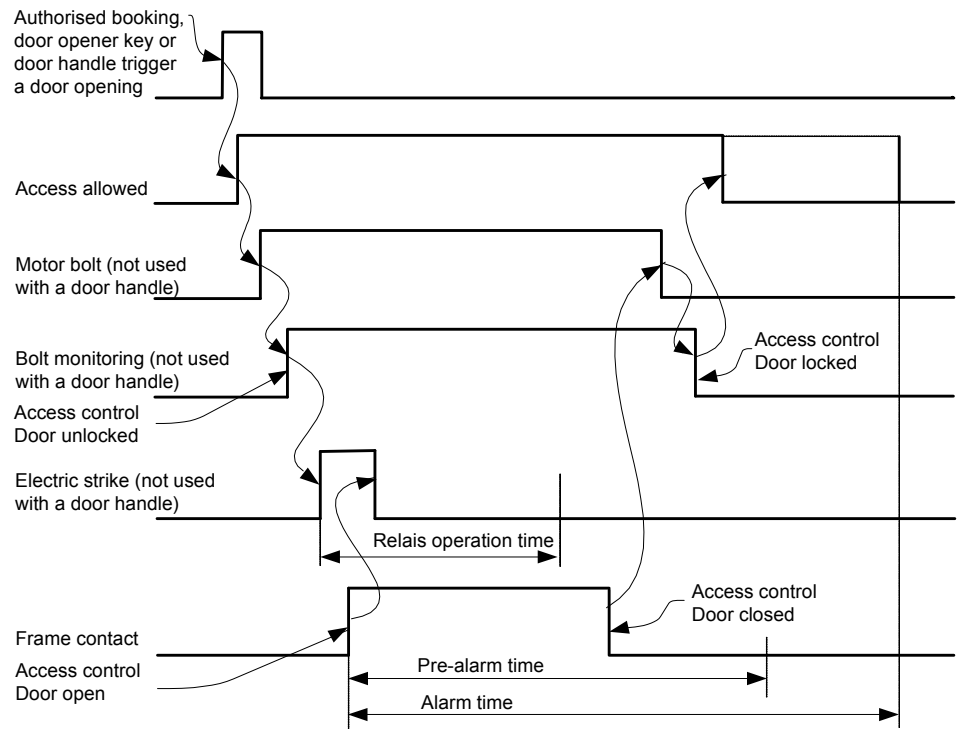 Authorised booking,
door opener key or
door handle trigger
a door opening
Access allowed
Motor bolt (not used
with a door handle)
Bolt monitoring (not used
with a door handle)
Access control
Door locked
Access control
Door unlocked
Electric strike (not used
with a door handle)
Relais operation time
Access control
Door closed
Frame contact
Access control
Door open
Pre-alarm time
Alarm time